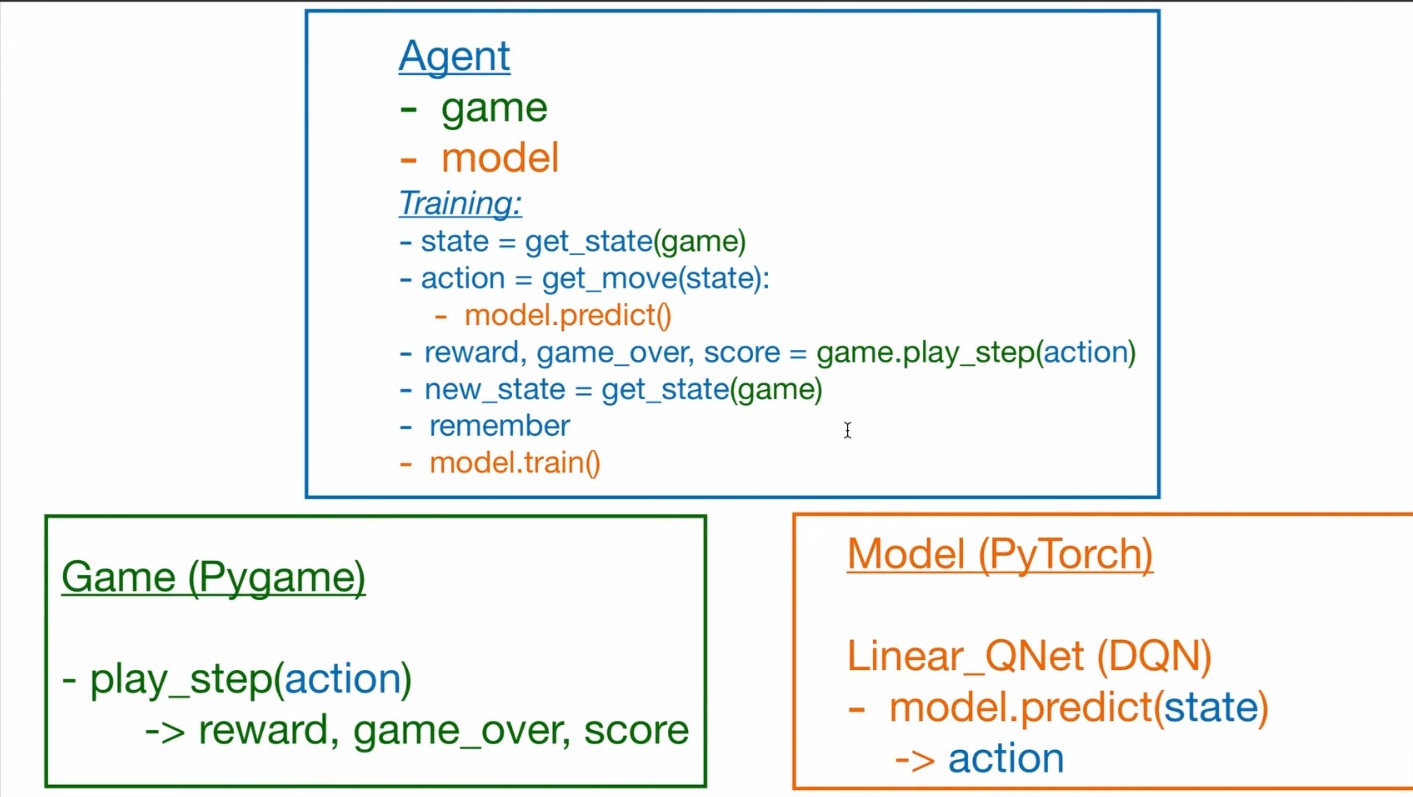 Agent
- game
- model
Training:
- state = get_state(game)
- action = get_move(state):
- model.predict()
- reward, game_over, score = game.play_step(action)
- new_state = get_state(game)
- remember
- model.train()
Game (Pygame)
- play_step(action)
-> reward, game_over, score
Model (PyTorch)
Linear_QNet (DQN)
- model.predict(state)
-> action